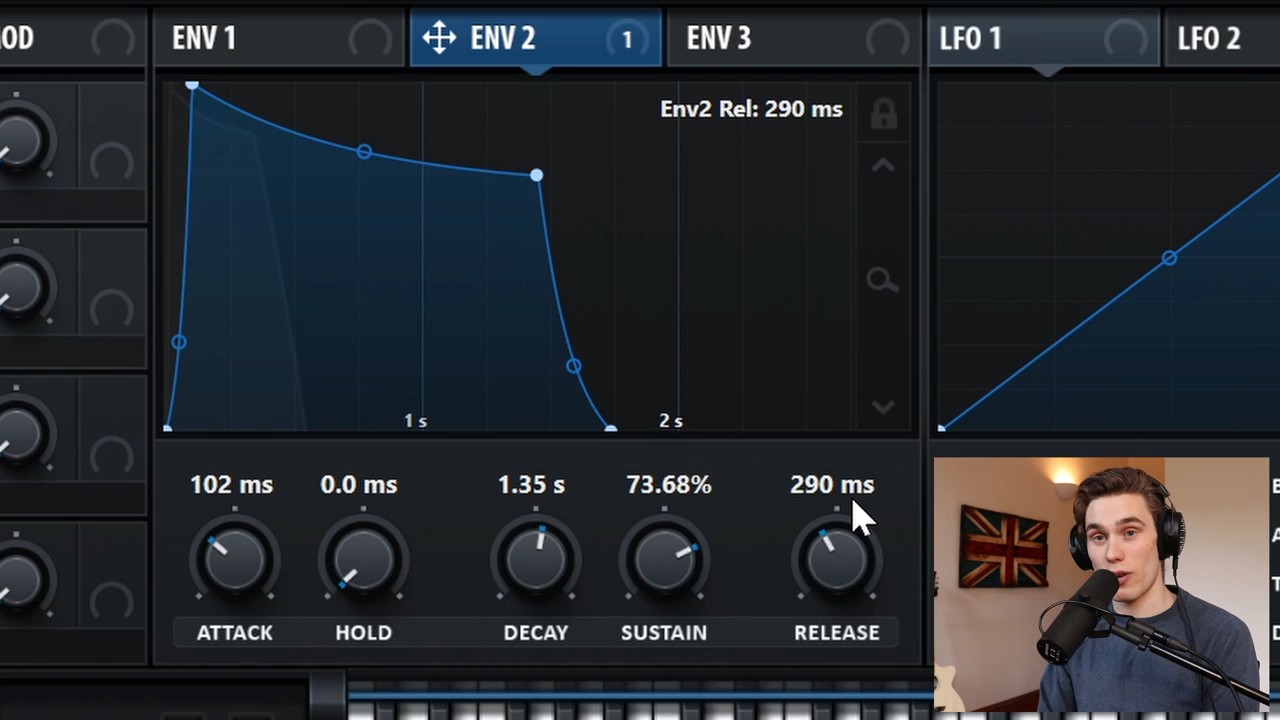 OD
ENV 1
ENV 2
1
ENV 3
LFO 1
LFO 2
Env2 Rel: 290 ms
1 s
2 s
102 ms
0.0 ms
1.35 s
73.68%
290 ms
ATTACK
HOLD
DECAY
SUSTAIN
RELEASE